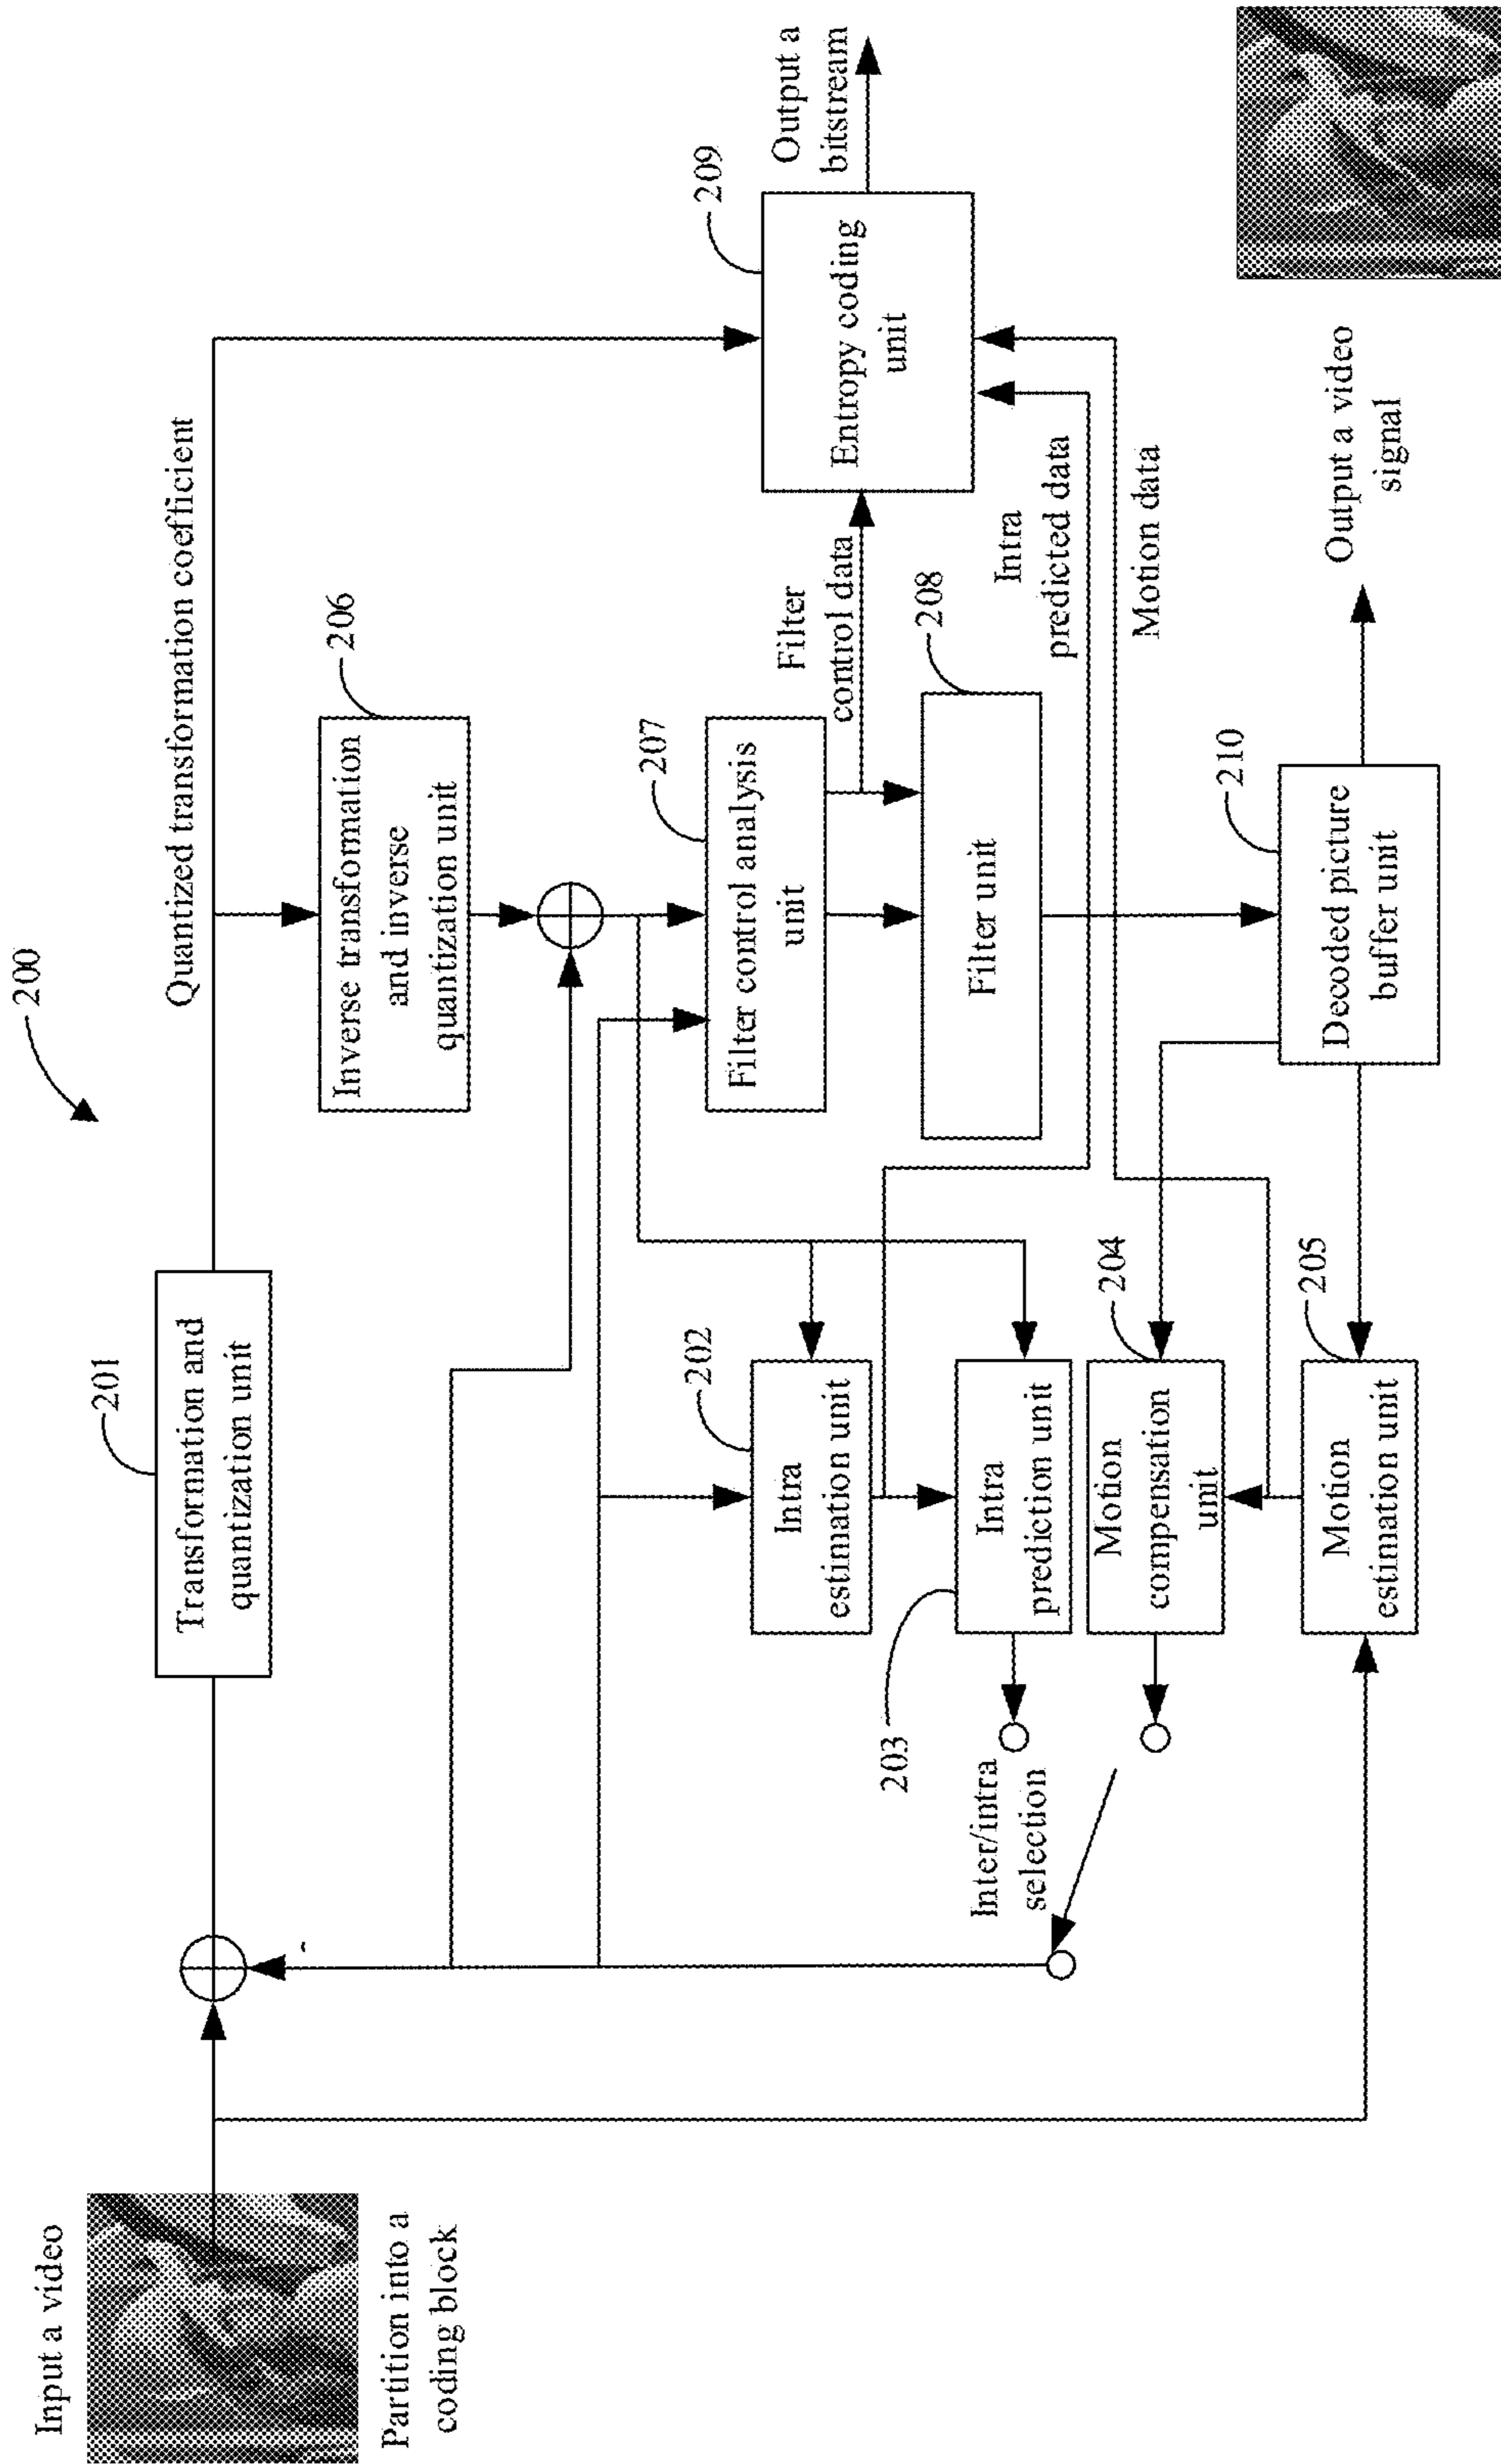 200
Input a video
Partition into a
coding block
201
Transformation and
quantization unit
Quantized transformation coefficient
206
Inverse transformation
and inverse
quantization unit
207
Filter control analysis
unit
Filter
control data
208
Filter unit
209
Entropy coding
unit
Output a
bitstream
202
Intra
estimation unit
203
Intra
prediction unit
Inter/intra
selection
204
Motion
compensation
unit
205
Motion
estimation unit
Intra
predicted data
Motion data
210
Decoded picture
buffer unit
Output a video
signal
-